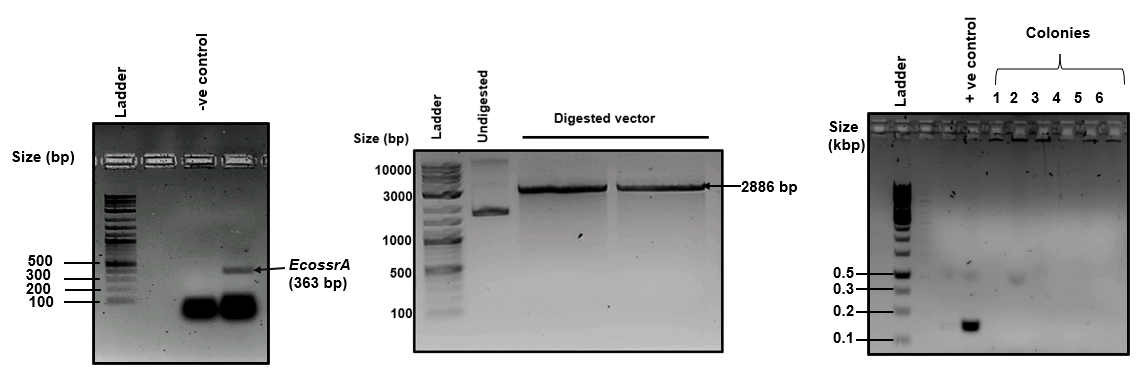 Ladder
-ve control
Size (bp)
500
300
200
100
EcossrA
(363 bp)
Ladder
Undigested
Digested vector
Size (bp)
10000
3000
1000
500
100
2886 bp
Ladder
+ ve control
Colonies
1 2 3 4 5 6
Size
(kbp)
0.5
0.3
0.2
0.1